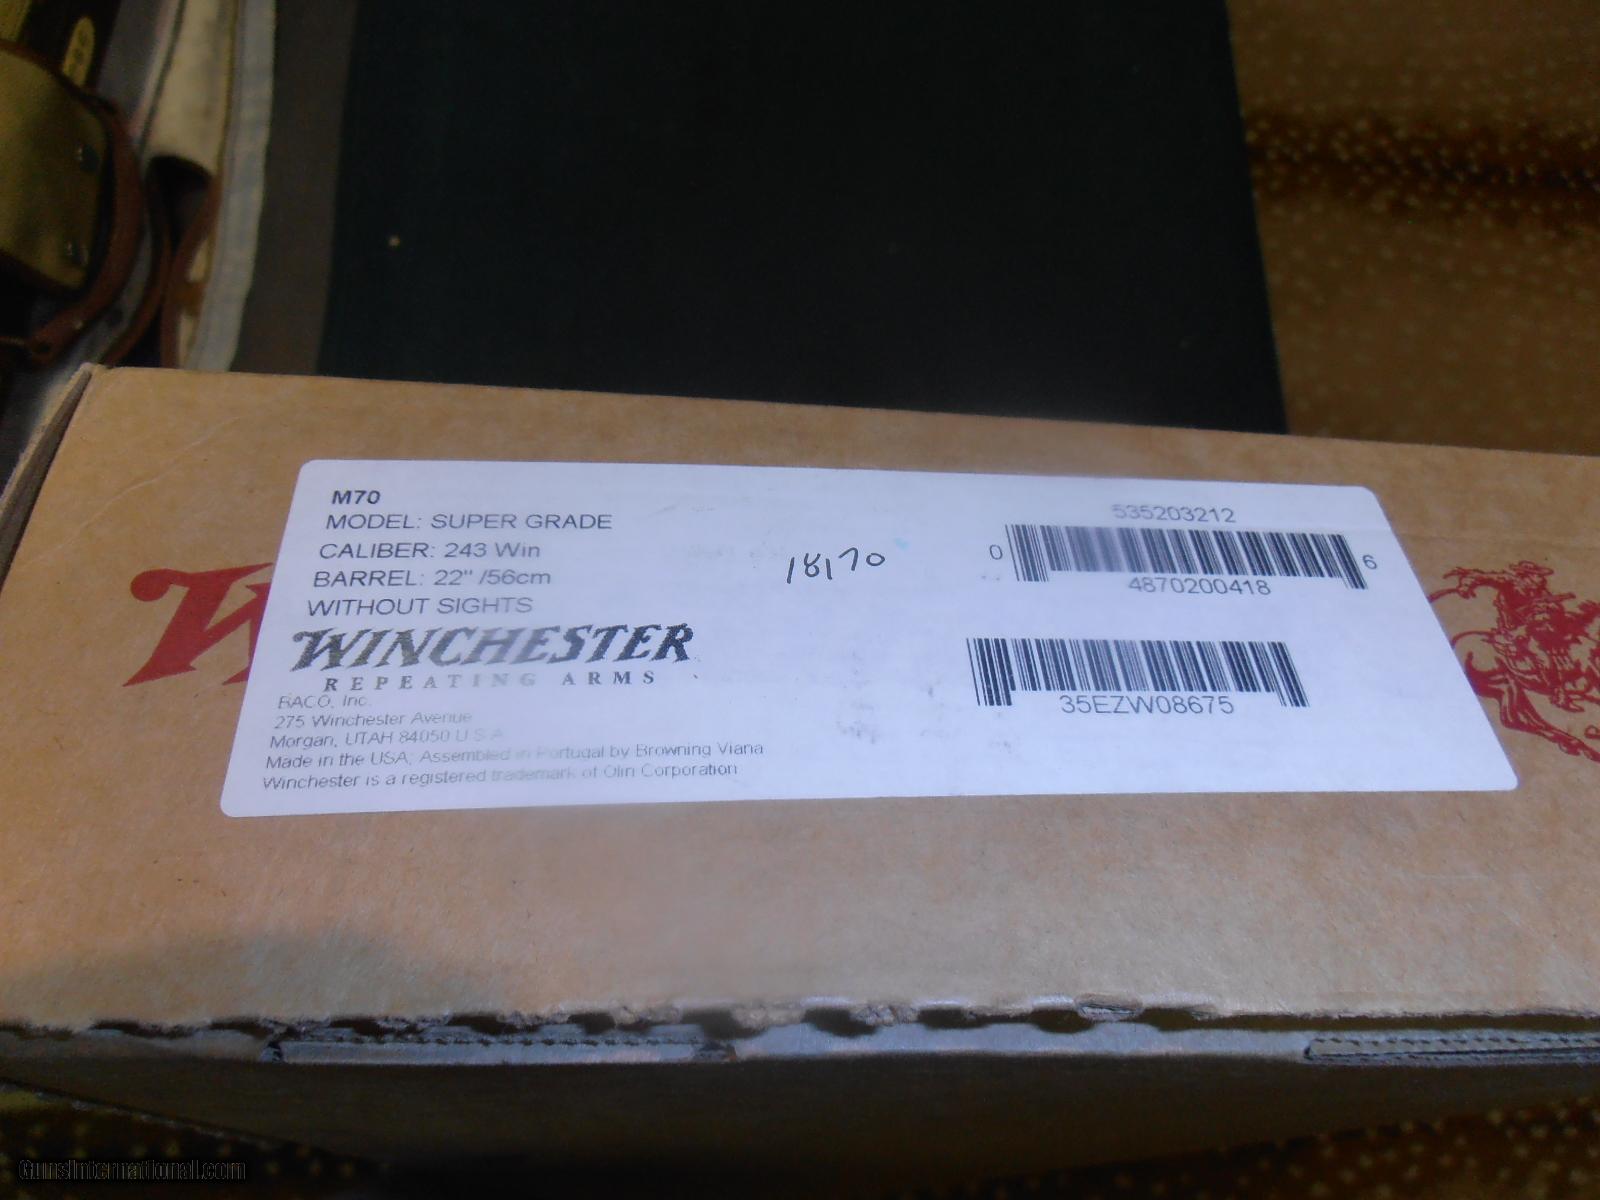 M70
MODEL: SUPER GRADE
CALIBER: 243 Win
BARREL: 22" /56cm
WITHOUT SIGHTS
WINCHESTER
REPEATING ARMS
BACO, Inc.
275 Winchester Avenue
Morgan, UTAH 84050 U.S.A.
Made in the USA; Assembled in Portugal by Browning Viana
Winchester is a registered trademark of Olin Corporation
18170
535203212
0 4870200418 6
35EZW08675
W
GunsInternational.com